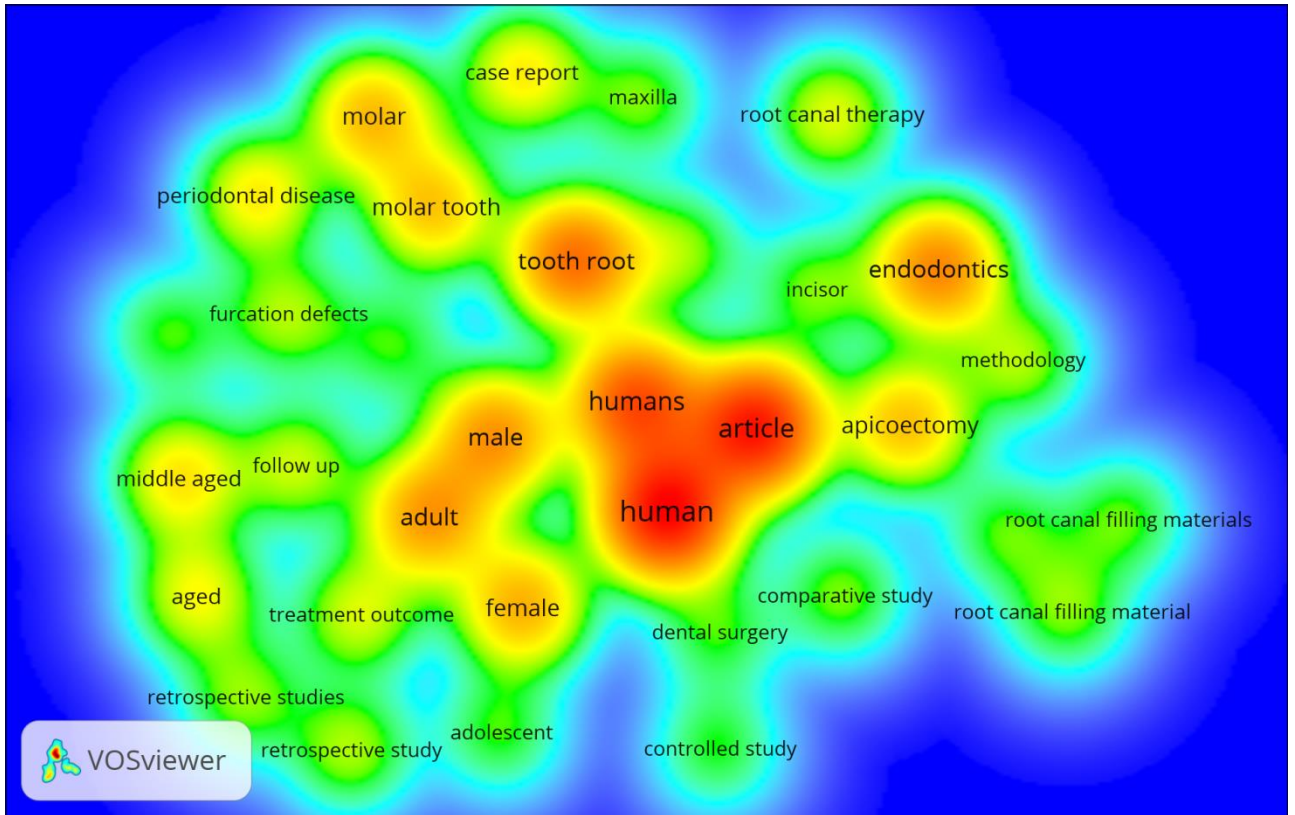 case report
maxilla
molar
root canal therapy
periodontal disease
molar tooth
tooth root
endodontics
incisor
furcation defects
methodology
humans
article
apicoectomy
male
middle aged
follow up
adult
human
root canal filling materials
aged
treatment outcome
female
comparative study
dental surgery
root canal filling material
retrospective studies
retrospective study
adolescent
controlled study
VOSviewer